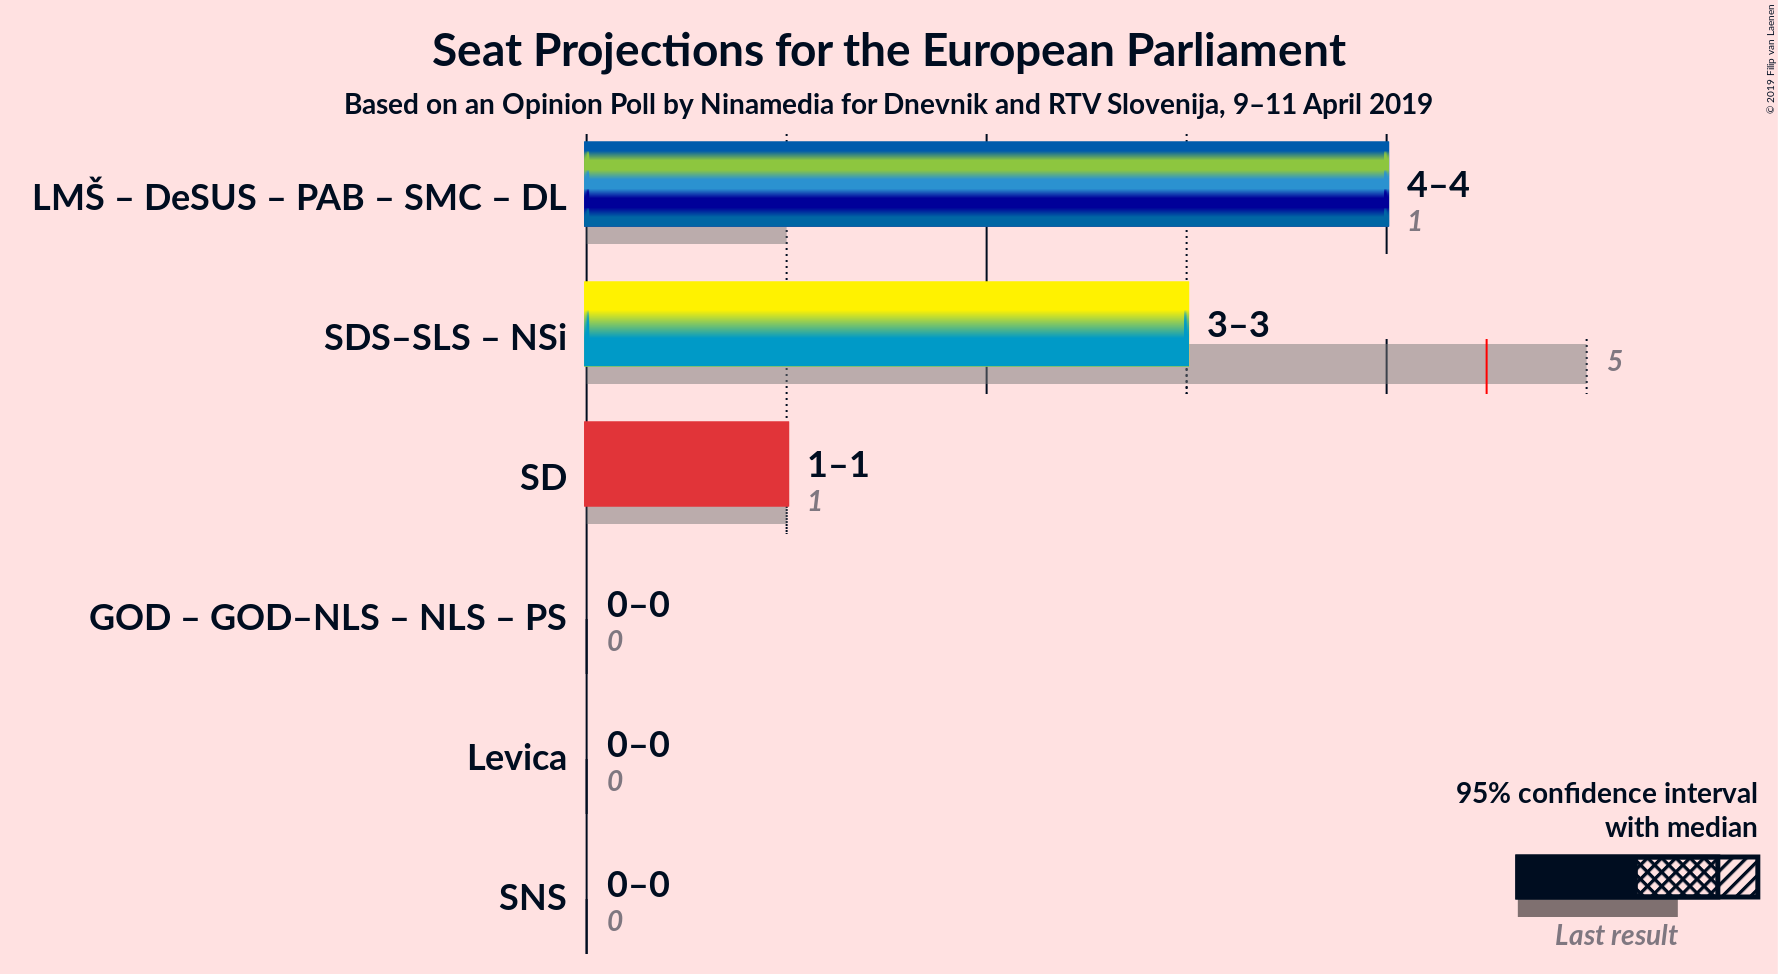 Seat Projections for the European Parliament
Based on an Opinion Poll by Ninamedia for Dnevnik and RTV Slovenija, 9–11 April 2019
© 2019 Filip van Laenen
LMŠ – DeSUS – PAB – SMC – DL
4–4
1
SDS–SLS – NSi
3–3
5
SD
1–1
1
GOD – GOD–NLS – NLS – PS
0–0
0
Levica
0–0
0
SNS
0–0
0
95% confidence interval
with median
Last result